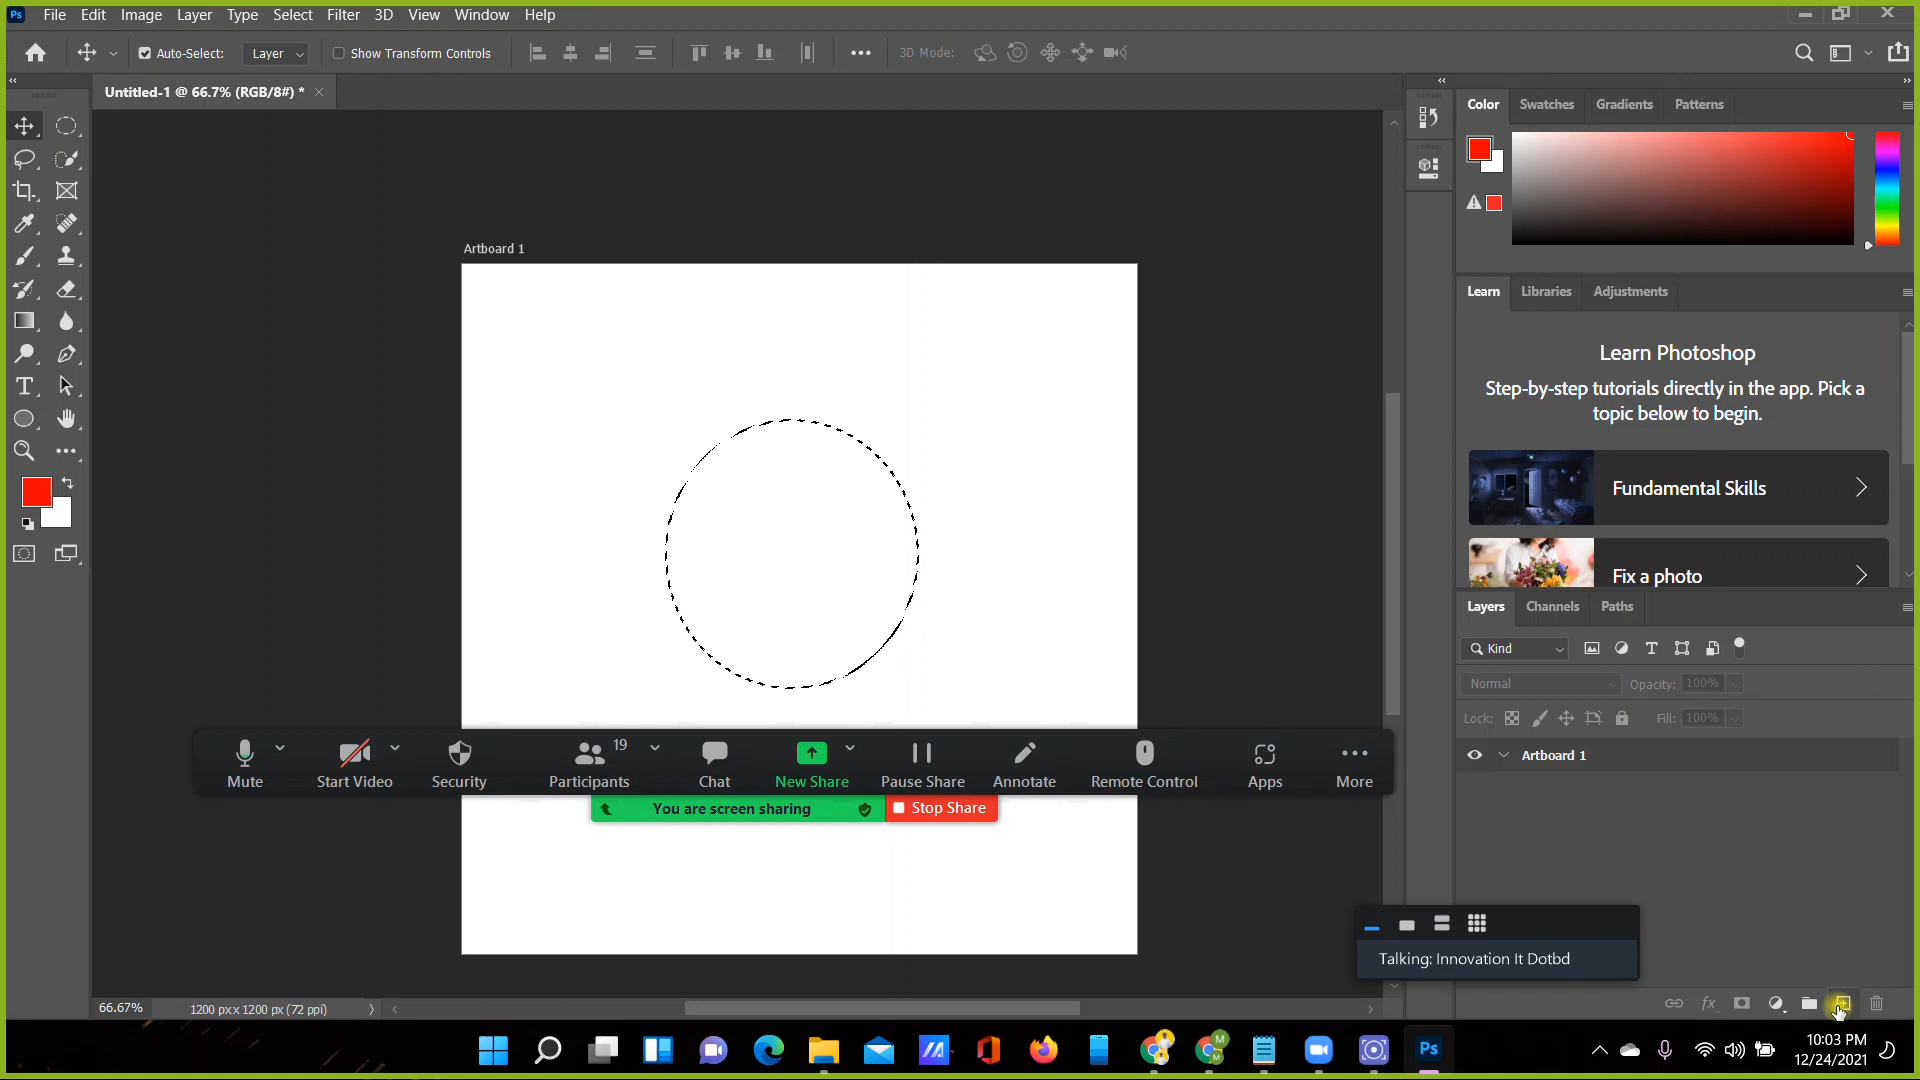 Ps File Edit Image Layer Type Select Filter 3D View Window Help
Auto-Select: Layer Show Transform Controls 3D Mode:
Untitled-1 @ 66.7% (RGB/8#) *
Color Swatches Gradients Patterns
Artboard 1
Learn Libraries Adjustments
Learn Photoshop
Step-by-step tutorials directly in the app. Pick a
topic below to begin.
Fundamental Skills
Fix a photo
Layers Channels Paths
Kind
Normal Opacity: 100%
Lock: Fill: 100%
Artboard 1
19
Mute Start Video Security Participants Chat New Share Pause Share Annotate Remote Control Apps More
You are screen sharing Stop Share
Talking: Innovation It Dotbd
66.67% 1200 px x 1200 px (72 ppi)
fx
M
M
Ps
10:03 PM
12/24/2021